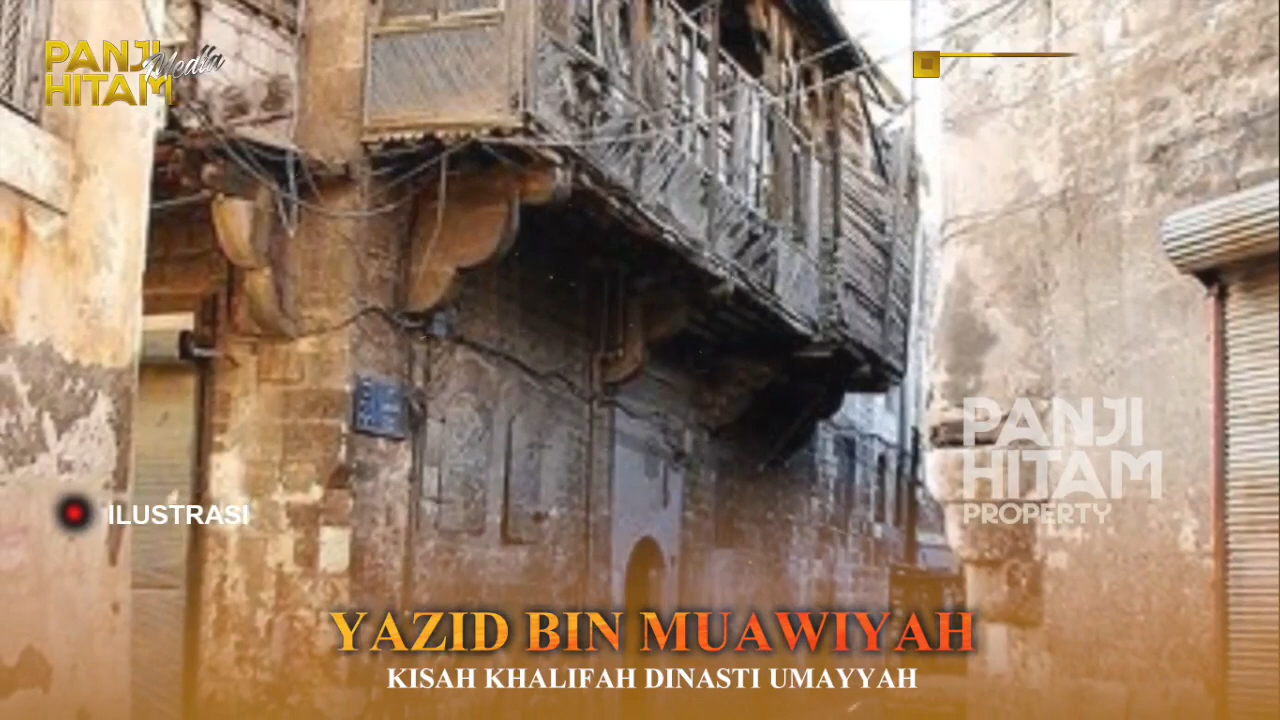 PANJI
HITAM
Media
ILUSTRASI
PANJI
HITAM
PROPERTY
YAZID BIN MUAWIYAH
KISAH KHALIFAH DINASTI UMAYYAH